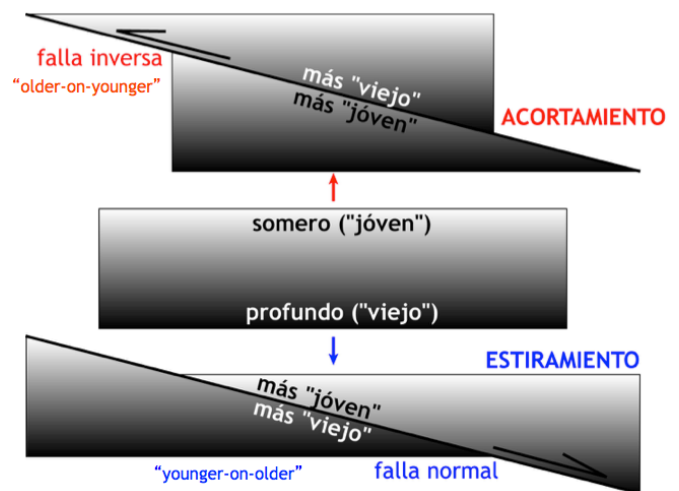 falla inversa
“older-on-younger”
más "viejo"
más "jóven"
ACORTAMIENTO
somero ("jóven")
profundo ("viejo")
ESTIRAMIENTO
más "jóven"
más "viejo"
“younger-on-older”
falla normal